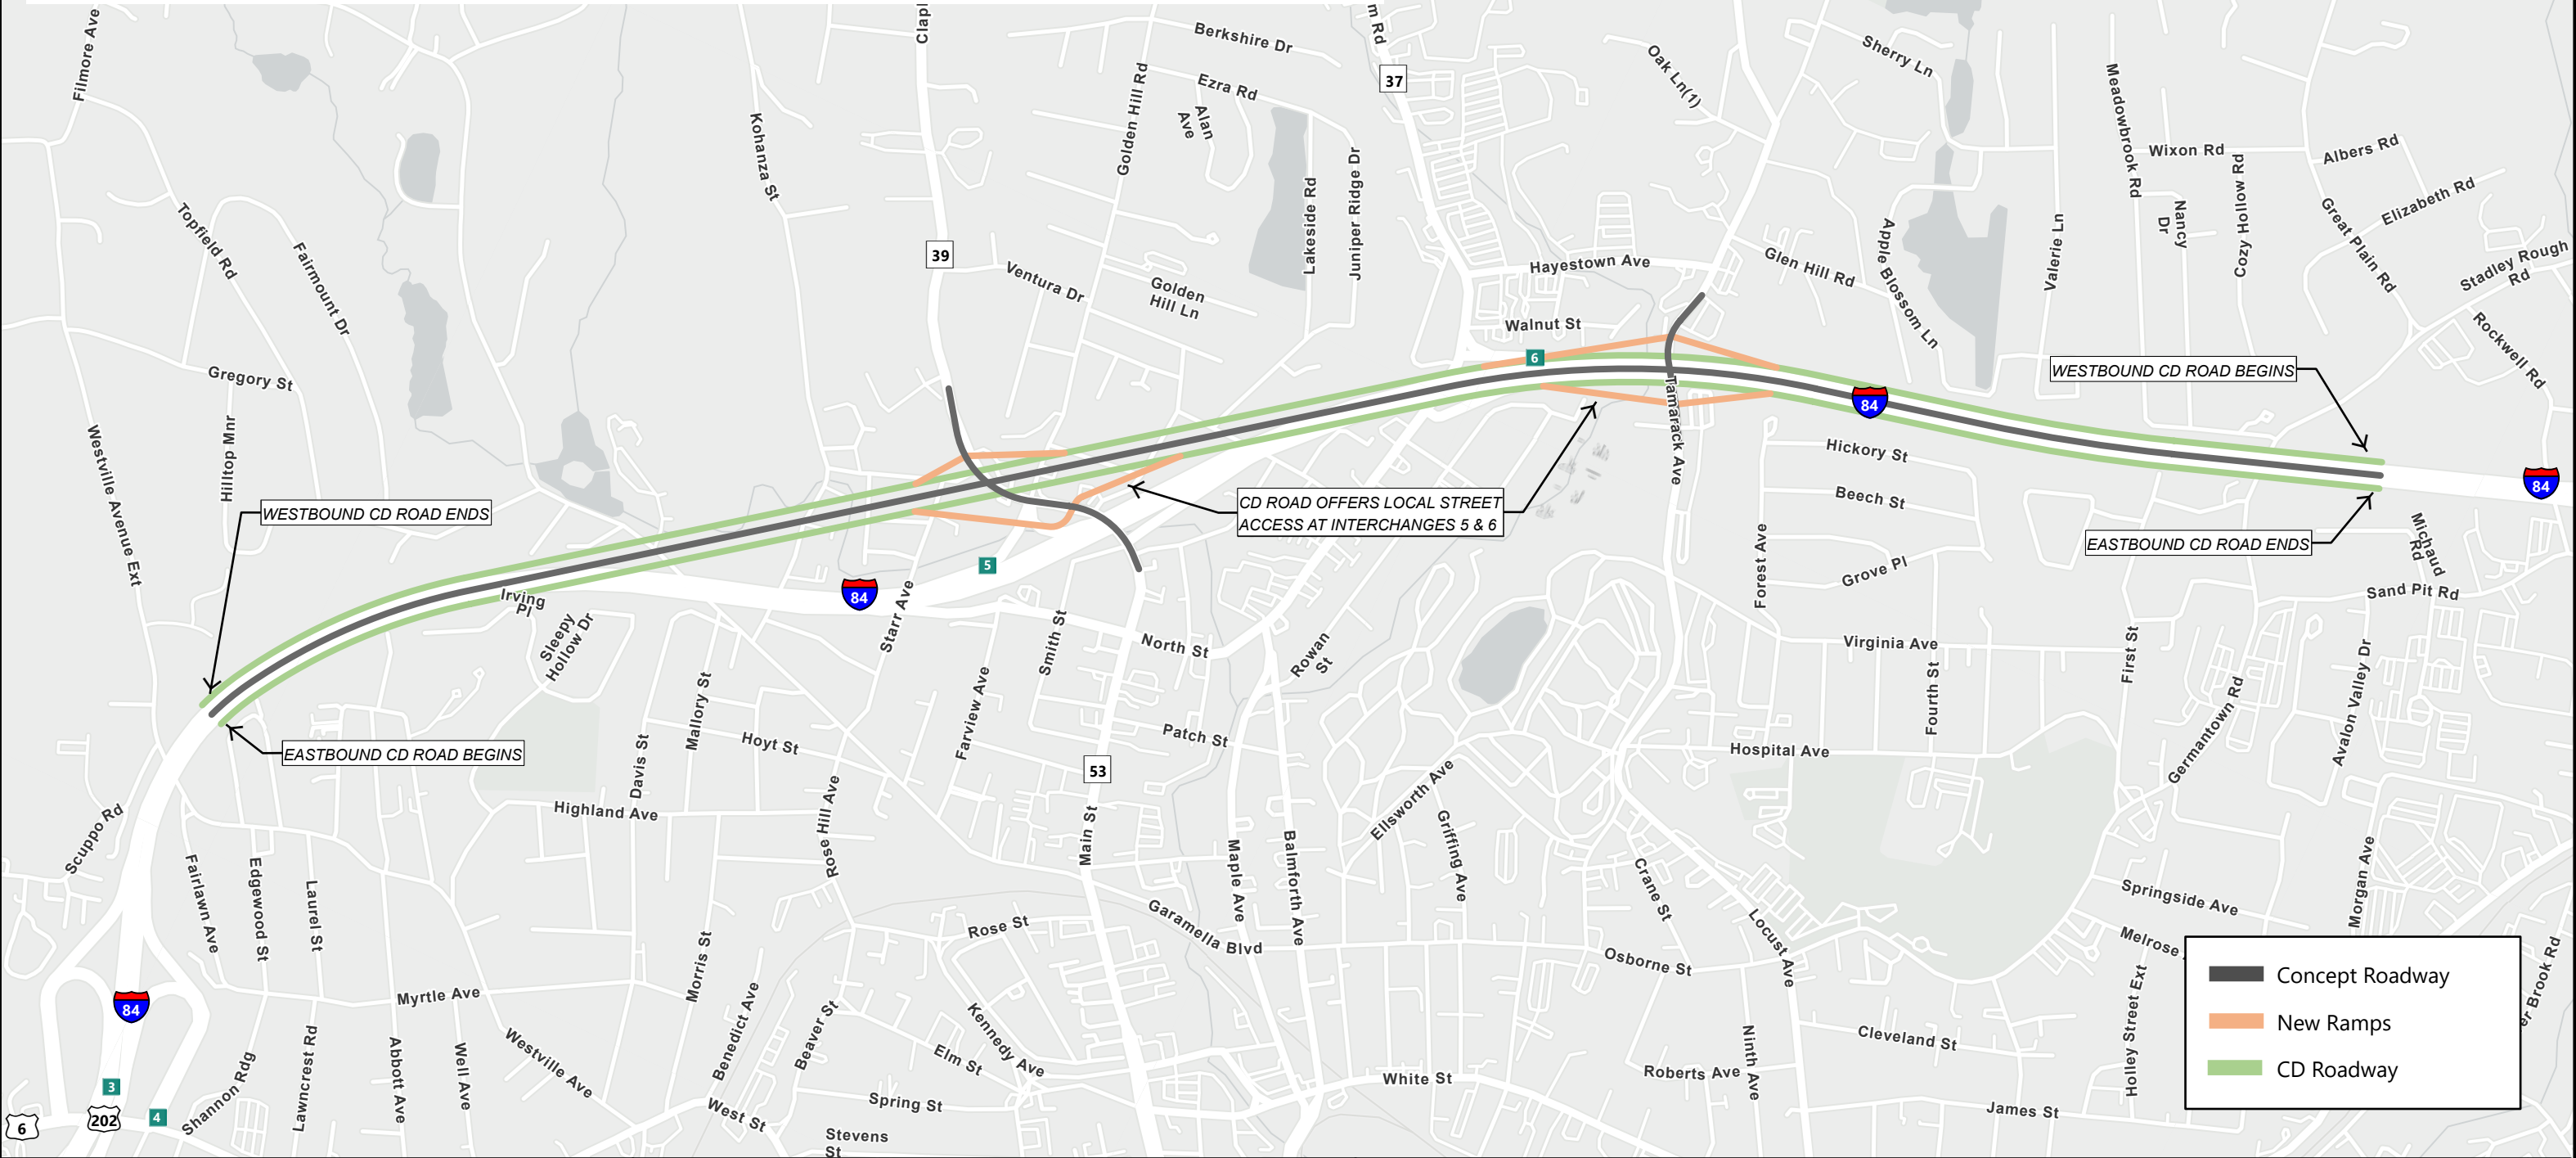 Filmore Ave
Clapl
Berkshire Dr
m Rd
Oak Ln(1)
Sherry Ln
37
Ezra Rd
Golden Hill Rd
Alan
Ave
Meadowbrook Rd
Kohanza St
Wixon Rd
Albers Rd
Cozy Hollow Rd
Elizabeth Rd
Lakeside Rd
Juniper Ridge Dr
Topfield Rd
Fairmount Dr
39
Ventura Dr
Golden
Hill Ln
Hayestown Ave
Glen Hill Rd
Apple Blossom Ln
Valerie Ln
Nancy
Dr
Great Plain Rd
Stadley Rough
Rd
Rockwell Rd
Walnut St
6
Gregory St
Hilltop Mnr
Westville Avenue Ext
WESTBOUND CD ROAD BEGINS
84
Tamarack Ave
Hickory St
Beech St
84
WESTBOUND CD ROAD ENDS
CD ROAD OFFERS LOCAL STREET
ACCESS AT INTERCHANGES 5 & 6
EASTBOUND CD ROAD ENDS
Michaud
Rd
5
84
Forest Ave
Grove Pl
Sand Pit Rd
Irving
Pl
Sleepy
Hollow Dr
Starr Ave
Smith St
North St
Rowan
St
Virginia Ave
First St
Fourth St
Mallory St
Farview Ave
Germantown Rd
Avalon Valley Dr
EASTBOUND CD ROAD BEGINS
Davis St
Hoyt St
Patch St
53
Hospital Ave
Highland Ave
Rose Hill Ave
Main St
Ellsworth Ave
Griffing Ave
Scuppo Rd
Fairlawn Ave
Edgewood St
Laurel St
Maple Ave
Balmforth Ave
Crane St
Locust Ave
Springside Ave
Morgan Ave
Melrose
Rose St
Garamella Blvd
Osborne St
Morris St
Myrtle Ave
84
Benedict Ave
Beaver St
Kennedy Ave
Elm St
Holley Street Ext
er Brook Rd
Concept Roadway
New Ramps
CD Roadway
Cleveland St
Ninth Ave
Roberts Ave
White St
Westville Ave
Well Ave
Abbott Ave
Lawncrest Rd
Shannon Rdg
3
202
4
6
West St
Spring St
James St
Stevens
St